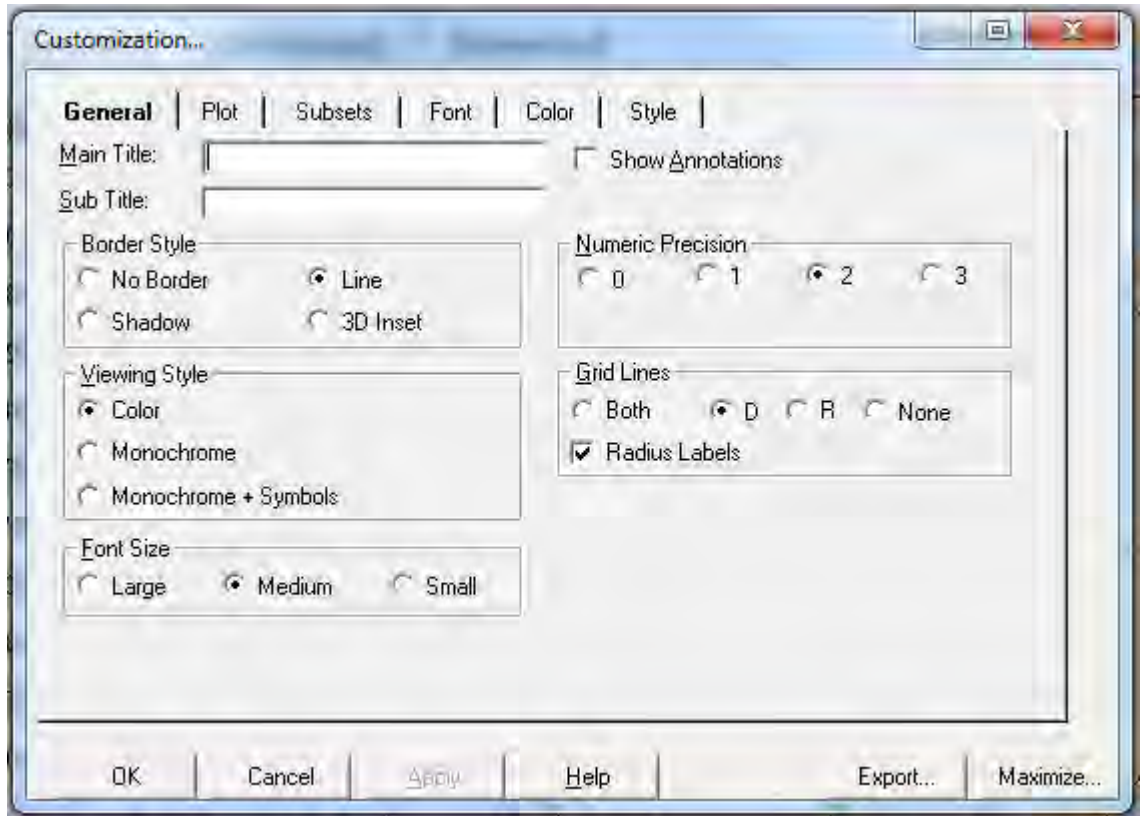 Customization...
General Plot Subsets Font Color Style
Main Title: Show Annotations
Sub Title:
Border Style
No Border Line
Shadow 3D Inset
Numeric Precision
0 1 2 3
Viewing Style
Color
Monochrome
Monochrome + Symbols
Grid Lines
Both D R None
Radius Labels
Font Size
Large Medium Small
OK Cancel Apply Help Export... Maximize...